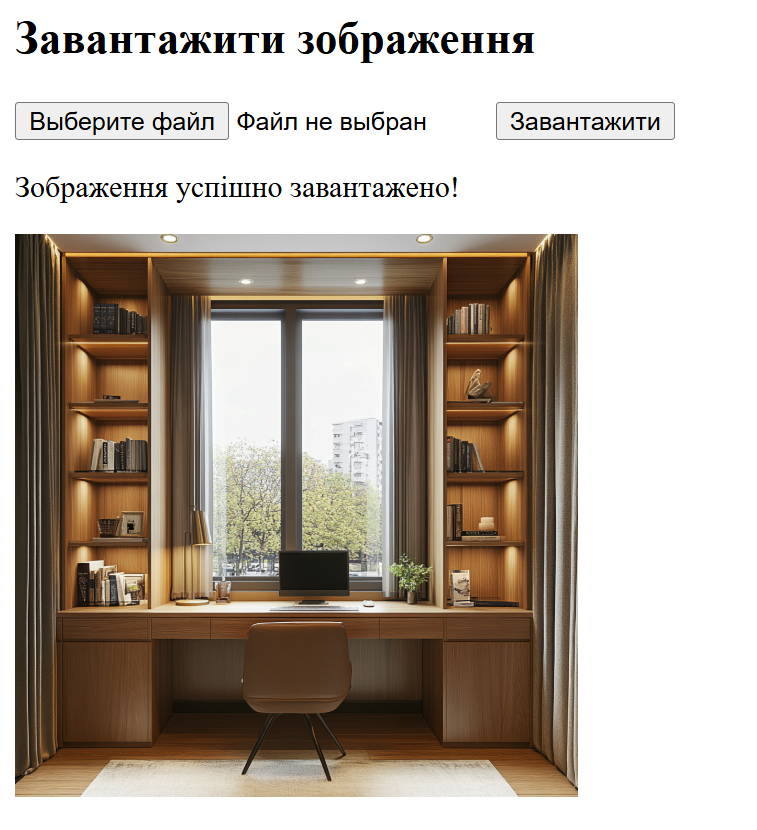 Завантажити зображення
Выберите файл Файл не выбран Завантажити
Зображення успішно завантажено!